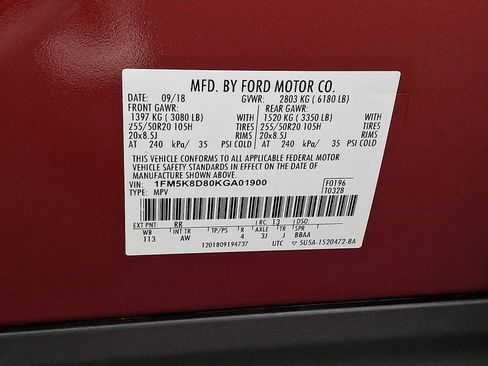 MFD. BY FORD MOTOR CO.
DATE: 09/18 GVWR: 2803 KG ( 6180 LB)
FRONT GAWR: REAR GAWR:
1397 KG ( 3080 LB) WITH 1520 KG ( 3350 LB) WITH
255/50R20 105H TIRES 255/50R20 105H TIRES
20x8.5J RIMS 20x8.5J RIMS
AT 240 kPa/ 35 PSI COLD AT 240 kPa/ 35 PSI COLD
THIS VEHICLE CONFORMS TO ALL APPLICABLE FEDERAL MOTOR
VEHICLE SAFETY STANDARDS IN EFFECT ON THE DATE OF
MANUFACTURE SHOWN ABOVE.
VIN: 1FM5K8D80KGA01900 F0196
TYPE: MPV T0328
EXT PNT: RR RC: 13 DSO:
WB INT TR TP/PS R AXLE TR SPR
113 AW 4 3J J BBAA
1201809194737 UTC 5U5A-1520472-BA